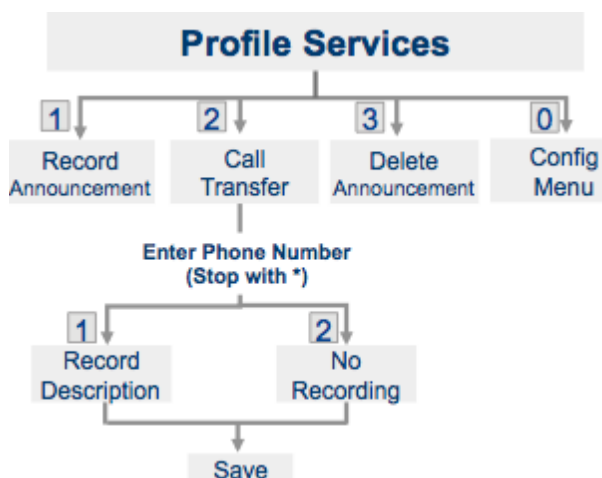 Profile Services
1
2
3
0
Record
Announcement
Call
Transfer
Delete
Announcement
Config
Menu
Enter Phone Number
(Stop with *)
1
2
Record
Description
No
Recording
Save